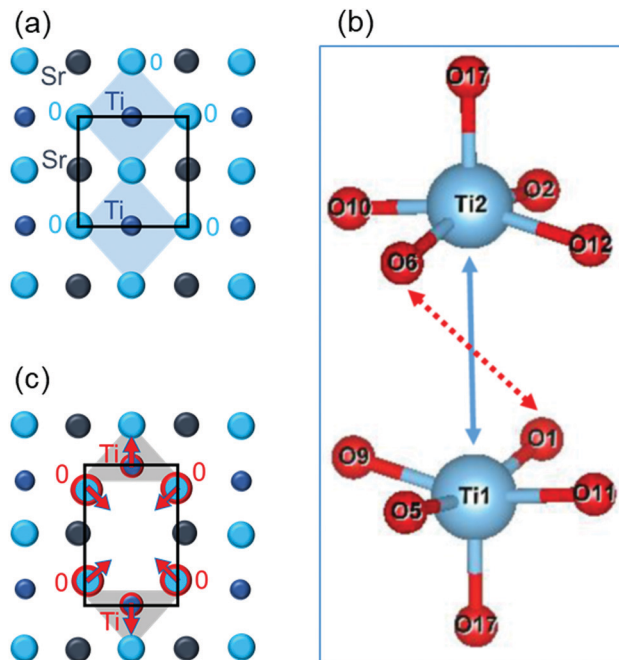 (a)
Sr 0
0 Ti 0
Sr
0 Ti 0
(b)
O17
O2
O10 Ti2
O12
O6
O1
O9
Ti1 O11
O5
O17
(c)
Ti
0 0
0 0
Ti